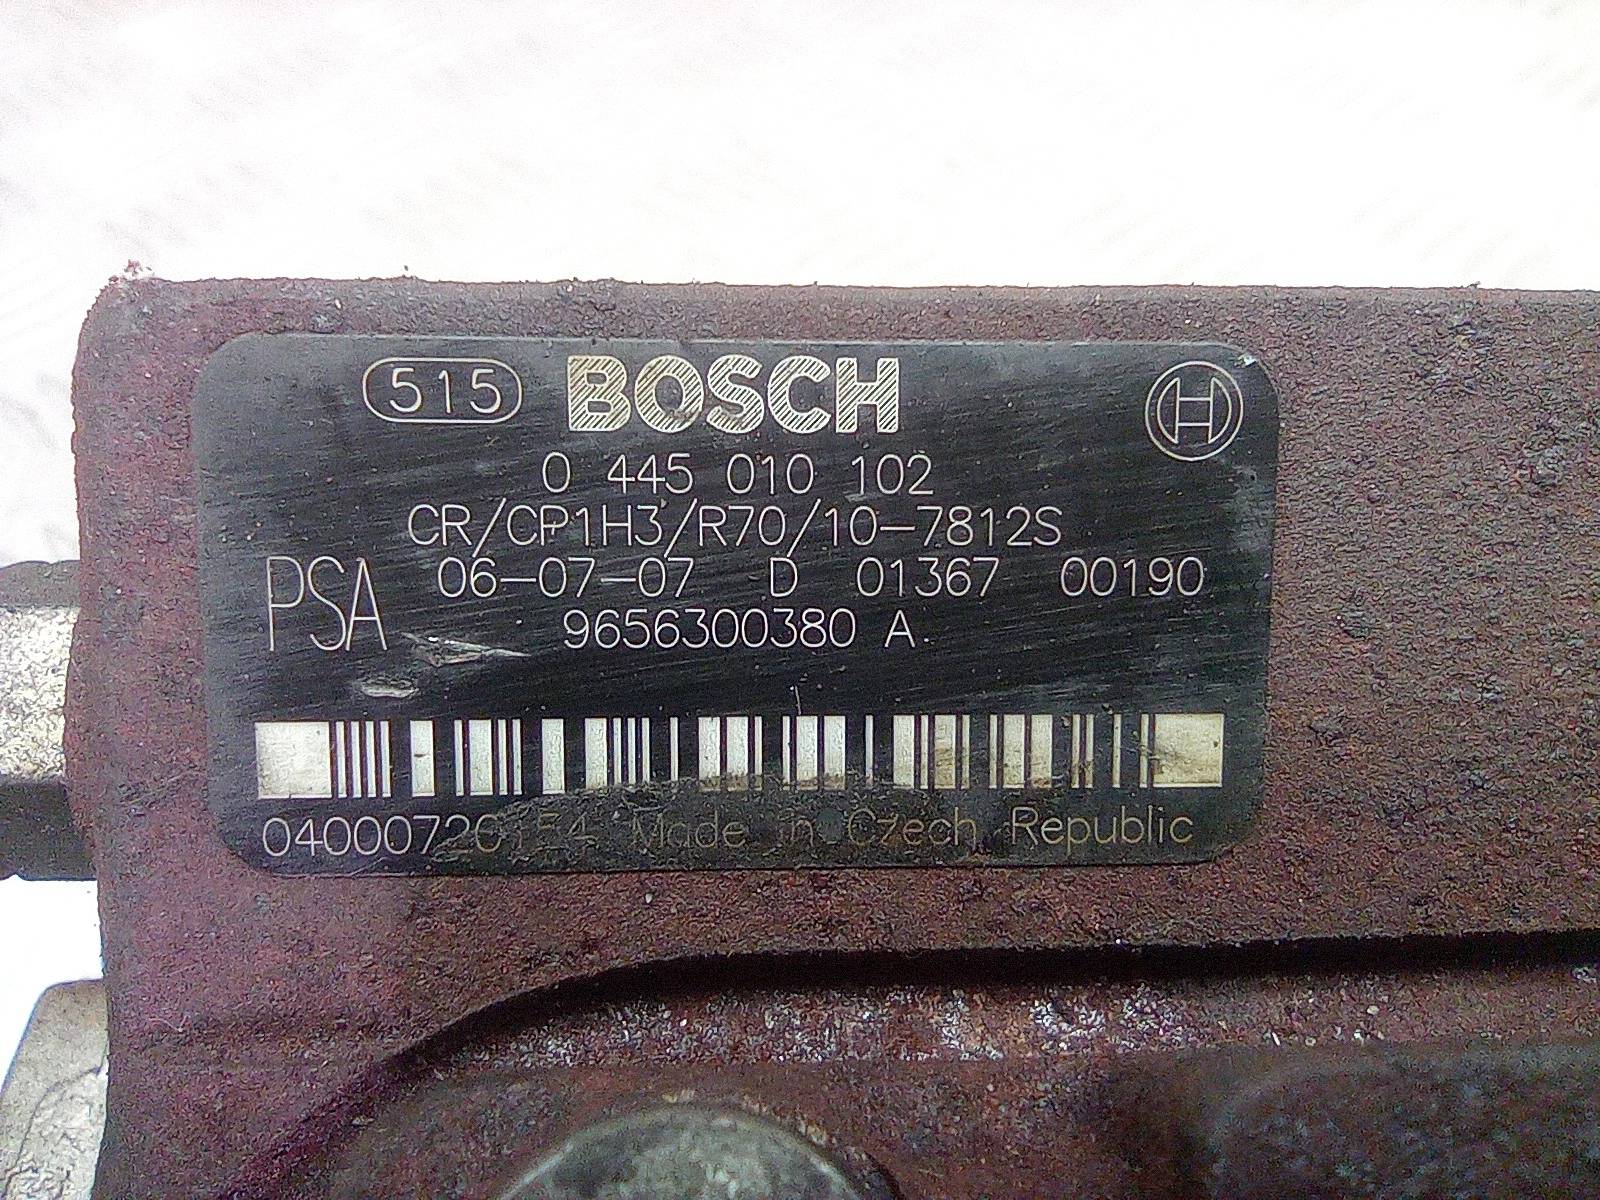 515 BOSCH
0 445 010 102
CR/CP1H3/R70/10-7812S
PSA 06-07-07 D 01367 00190
9656300380 A
Made in Czech Republic